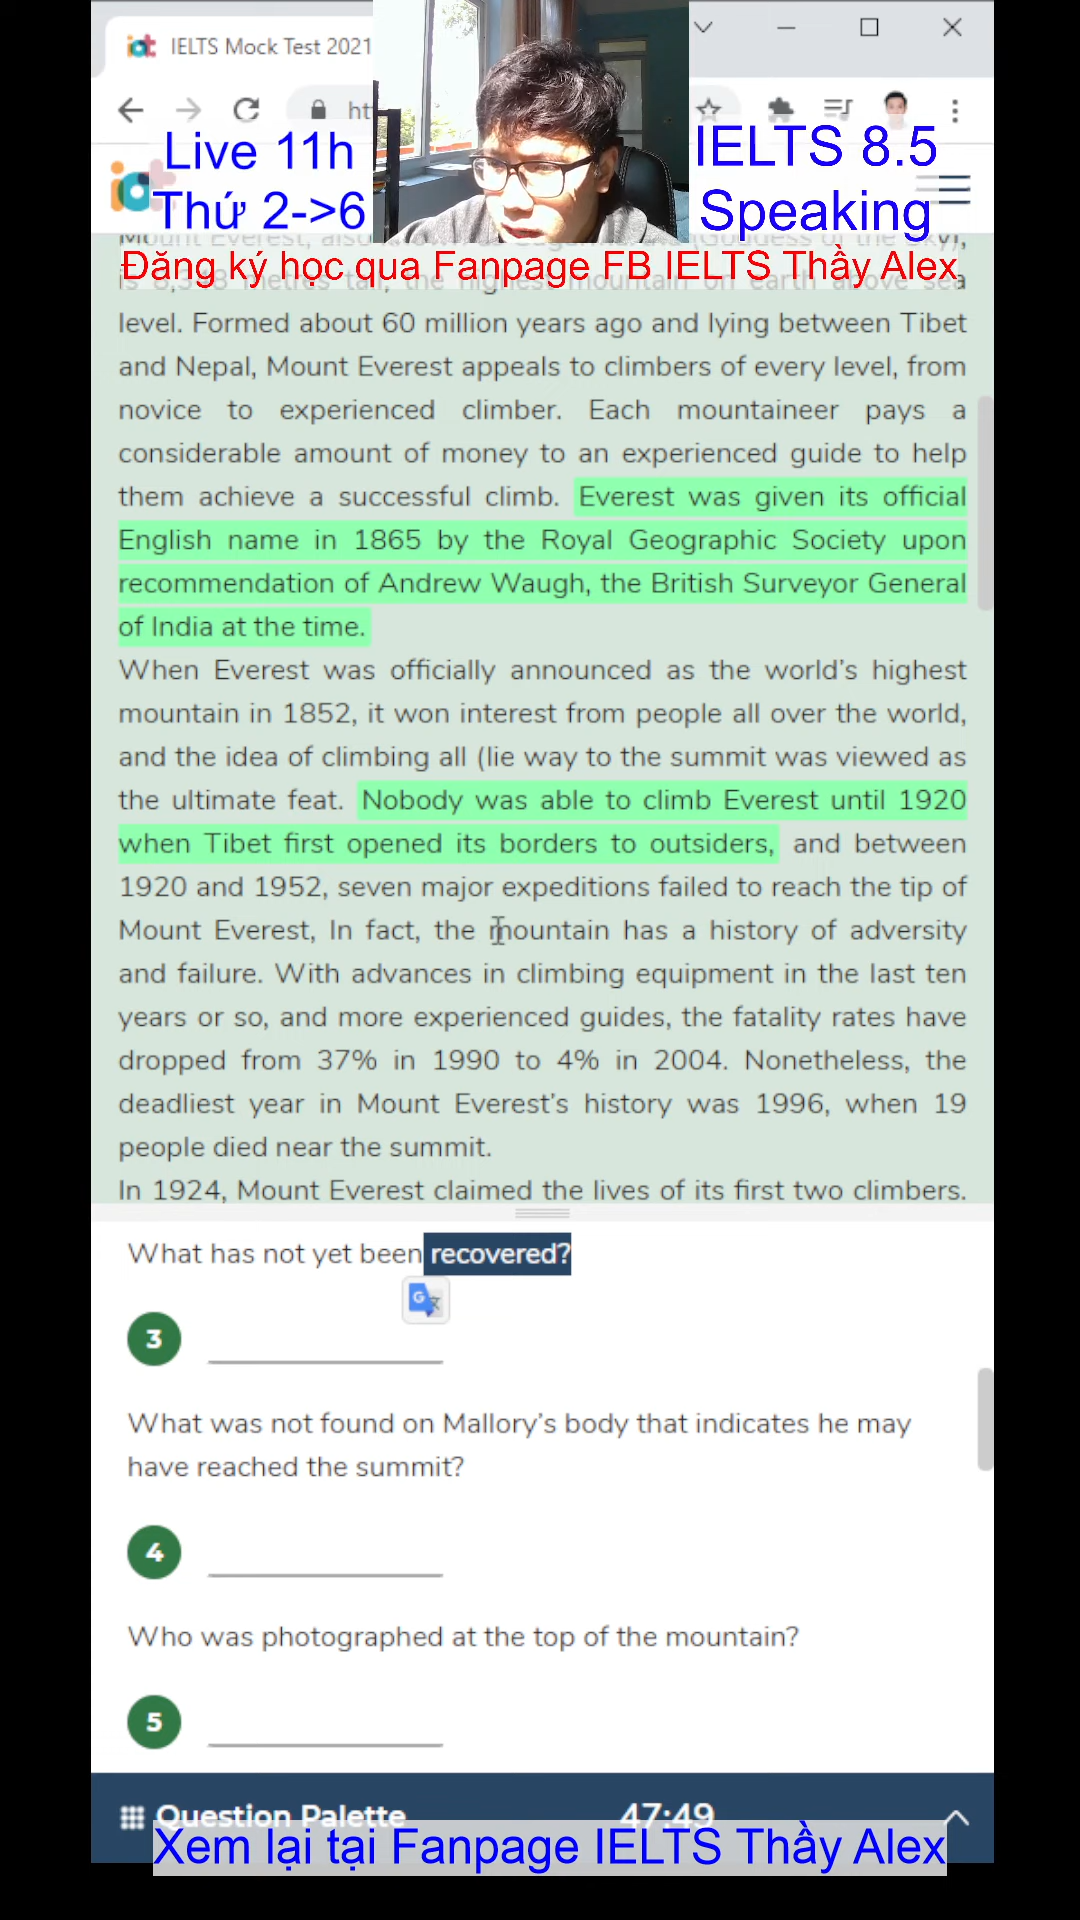 IELTS Mock Test 2021
Live 11h
Thứ 2->6
IELTS 8.5
Speaking
Đăng ký học qua Fanpage FB IELTS Thầy Alex
level. Formed about 60 million years ago and lying between Tibet
and Nepal, Mount Everest appeals to climbers of every level, from
novice to experienced climber. Each mountaineer pays a
considerable amount of money to an experienced guide to help
them achieve a successful climb. Everest was given its official
English name in 1865 by the Royal Geographic Society upon
recommendation of Andrew Waugh, the British Surveyor General
of India at the time.
When Everest was officially announced as the world's highest
mountain in 1852, it won interest from people all over the world,
and the idea of climbing all (lie way to the summit was viewed as
the ultimate feat. Nobody was able to climb Everest until 1920
when Tibet first opened its borders to outsiders, and between
1920 and 1952, seven major expeditions failed to reach the tip of
Mount Everest, In fact, the mountain has a history of adversity
and failure. With advances in climbing equipment in the last ten
years or so, and more experienced guides, the fatality rates have
dropped from 37% in 1990 to 4% in 2004. Nonetheless, the
deadliest year in Mount Everest's history was 1996, when 19
people died near the summit.
In 1924, Mount Everest claimed the lives of its first two climbers.
What has not yet been recovered?
3
What was not found on Mallory's body that indicates he may
have reached the summit?
4
Who was photographed at the top of the mountain?
5
Question Palette 47:49
Xem lại tại Fanpage IELTS Thầy Alex